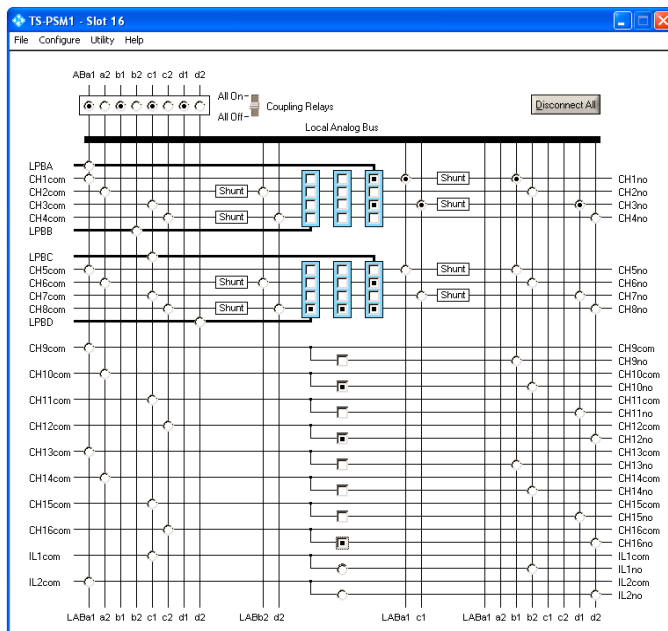 TS-PSM1 - Slot 16
File Configure Utility Help
ABa1 a2 b1 b2 c1 c2 d1 d2
All On
Coupling Relays
All Off
Disconnect All
Local Analog Bus
LPBA
CH1com Shunt CH1no
CH2com Shunt CH2no
CH3com Shunt CH3no
CH4com Shunt CH4no
LPBB
LPBC
CH5com Shunt CH5no
CH6com Shunt CH6no
CH7com Shunt CH7no
CH8com Shunt CH8no
LPBD
CH9com CH9com
CH9no
CH10com CH10com
CH10no
CH11com CH11com
CH11no
CH12com CH12com
CH12no
CH13com CH13com
CH13no
CH14com CH14com
CH14no
CH15com CH15com
CH15no
CH16com CH16com
CH16no
IL1com IL1com
IL1no
IL2com IL2com
IL2no
LABa1 a2 b1 b2 c1 c2 d1 d2 LABb2 d2 LABa1 c1 LABa1 a2 b1 b2 c1 c2 d1 d2